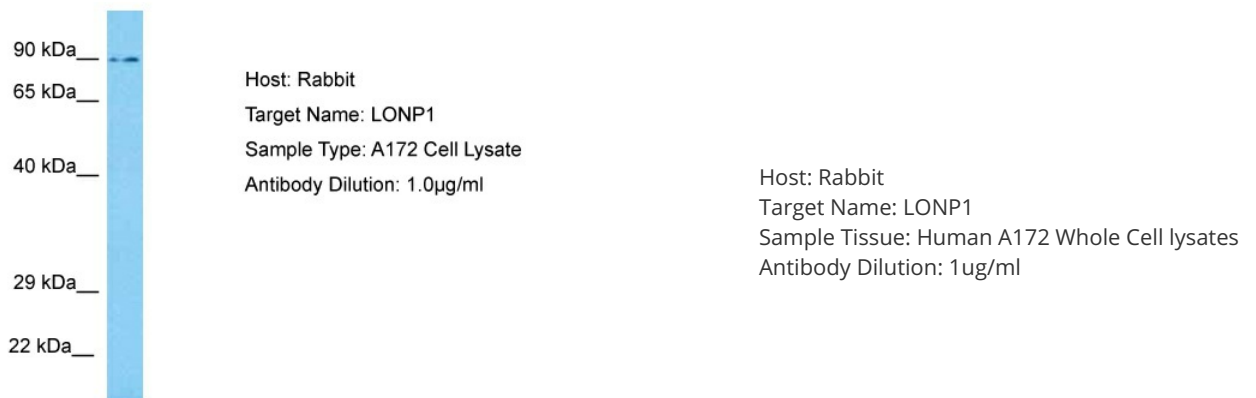 90 kDa__
65 kDa__
40 kDa__
29 kDa__
22 kDa__
Host: Rabbit
Target Name: LONP1
Sample Type: A172 Cell Lysate
Antibody Dilution: 1.0µg/ml
Host: Rabbit
Target Name: LONP1
Sample Tissue: Human A172 Whole Cell lysates
Antibody Dilution: 1ug/ml